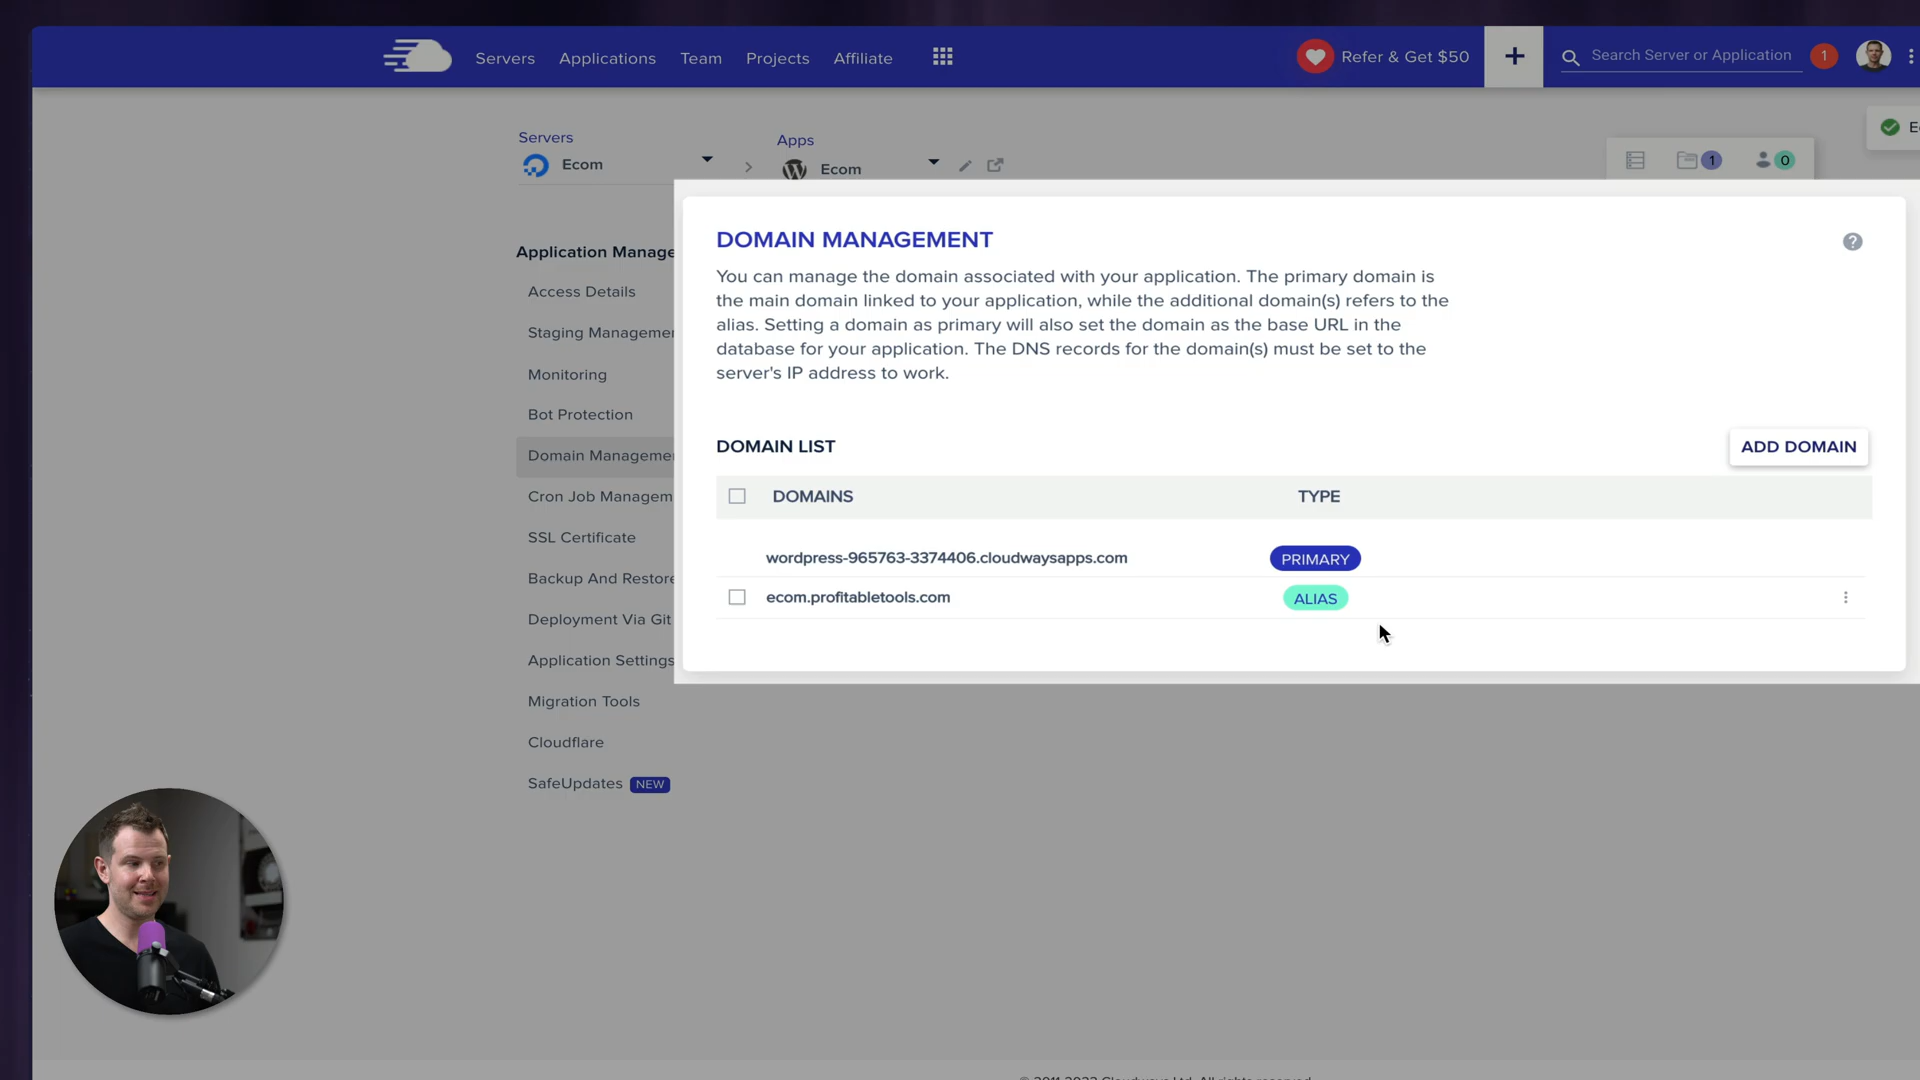 Servers Applications Team Projects Affiliate Refer & Get $50 + Search Server or Application 1
Servers
Ecom
Apps
Ecom
1 0
Application Manage
Access Details
Staging Managemen
Monitoring
Bot Protection
Domain Managemen
Cron Job Managem
SSL Certificate
Backup And Restore
Deployment Via Git
Application Settings
Migration Tools
Cloudflare
SafeUpdates NEW
DOMAIN MANAGEMENT
?
You can manage the domain associated with your application. The primary domain is
the main domain linked to your application, while the additional domain(s) refers to the
alias. Setting a domain as primary will also set the domain as the base URL in the
database for your application. The DNS records for the domain(s) must be set to the
server's IP address to work.
DOMAIN LIST
ADD DOMAIN
DOMAINS TYPE
wordpress-965763-3374406.cloudwaysapps.com PRIMARY
ecom.profitabletools.com ALIAS